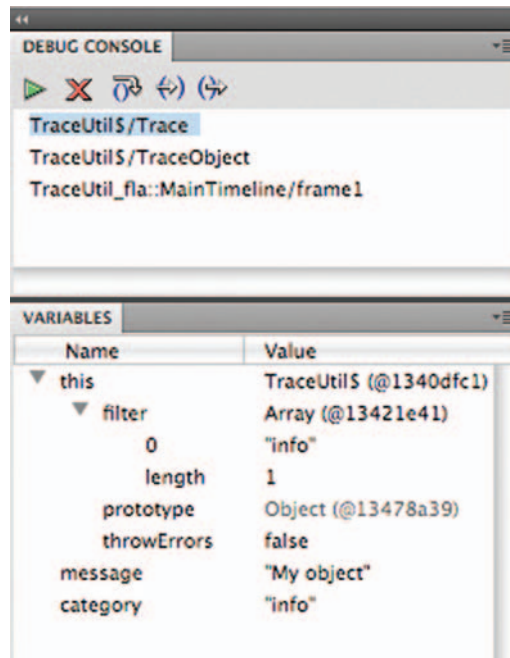 DEBUG CONSOLE
TraceUtil$/Trace
TraceUtil$/TraceObject
TraceUtil_fla::MainTimeline/frame1
VARIABLES
Name Value
this TraceUtil$ (@1340dfc1)
filter Array (@13421e41)
0 "info"
length 1
prototype Object (@13478a39)
throwErrors false
message "My object"
category "info"